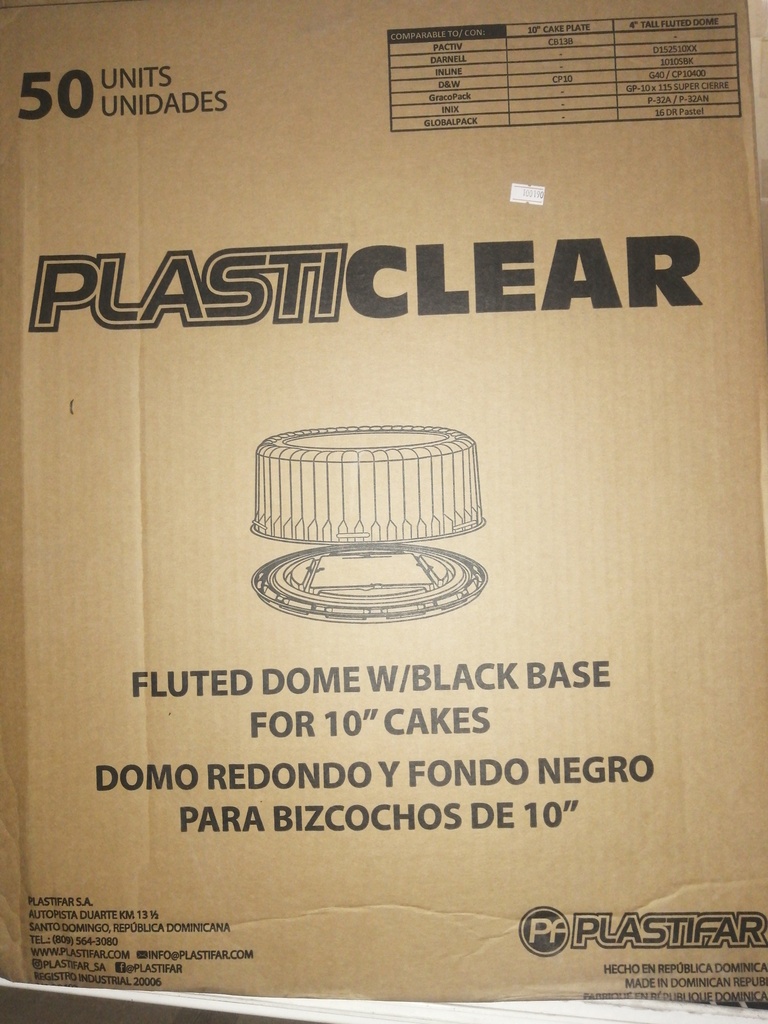 50 UNITS
UNIDADES
COMPARABLE TO/ CON: 10" CAKE PLATE 4" TALL FLUTED DOME
PACTIV CB13B -
DARNELL - D152510XX
INLINE - 1010SBK
D&W CP10 G40 / CP10400
GracoPack - GP-10 x 115 SUPER CIERRE
INIX - P-32A / P-32AN
GLOBALPACK - 16 DR Pastel
PLASTICLEAR
FLUTED DOME W/BLACK BASE
FOR 10" CAKES
DOMO REDONDO Y FONDO NEGRO
PARA BIZCOCHOS DE 10"
PLASTIFAR S.A.
AUTOPISTA DUARTE KM 13 ½
SANTO DOMINGO, REPÚBLICA DOMINICANA
TEL.: (809) 564-3080
WWW.PLASTIFAR.COM INFO@PLASTIFAR.COM
@PLASTIFAR_SA @PLASTIFAR
REGISTRO INDUSTRIAL 20006
PF PLASTIFAR
HECHO EN REPÚBLICA DOMINICA
MADE IN DOMINICAN REPUBL
FABRIQUÉ EN RÉPUBLIQUE DOMINICA